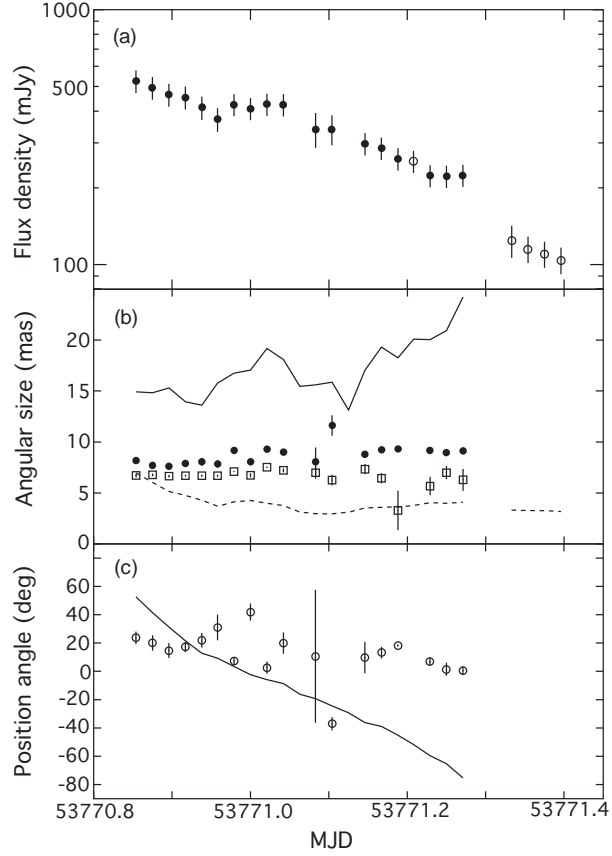 (a)
1000
500
100
Flux density (mJy)
(b)
20
15
10
5
0
Angular size (mas)
(c)
60
40
20
0
-20
-40
-60
-80
Position angle (deg)
53770.8
53771.0
53771.2
53771.4
MJD